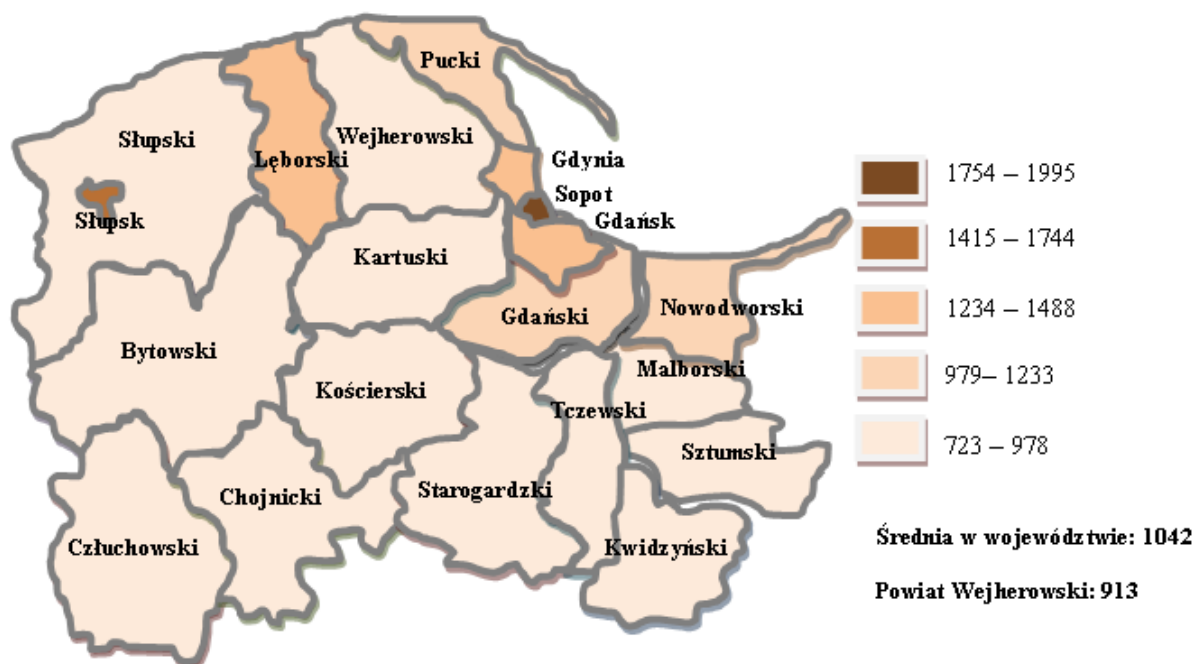 Pucki
Słupski
Wejherowski
Lęborski
Gdynia
Sopot
Słupsk
Gdańsk
Kartuski
Gdański
Nowodworski
Bytowski
Kościerski
Malborski
Tczewski
Sztumski
Chojnicki
Starogardzki
Człuchowski
Kwidzyński
1754 – 1995
1415 – 1744
1234 – 1488
979– 1233
723 – 978
Średnia w województwie: 1042
Powiat Wejherowski: 913